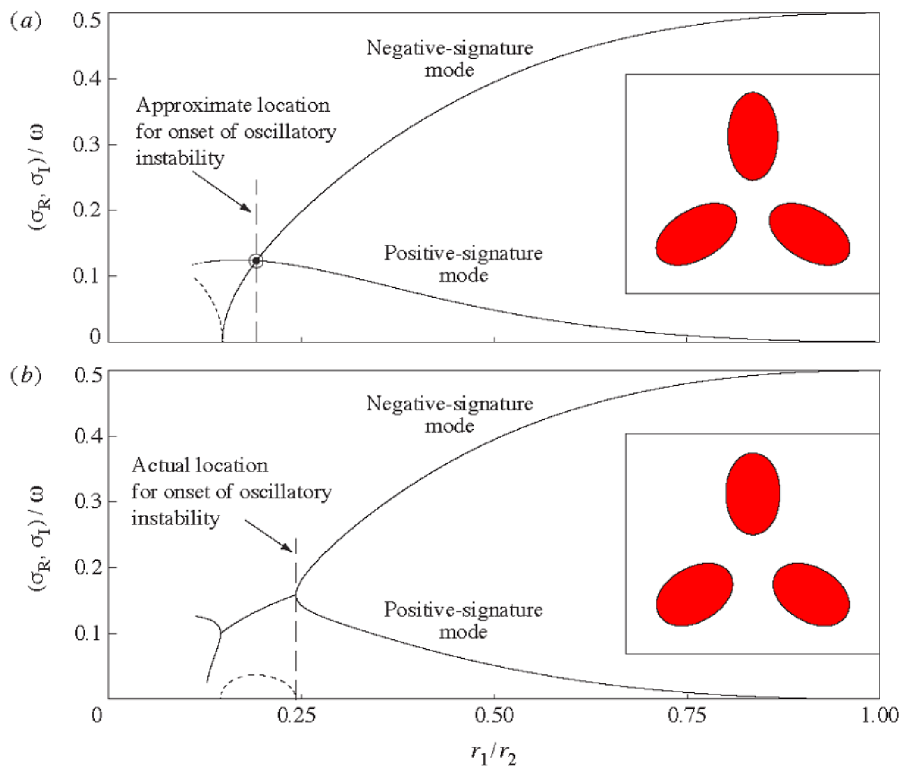 (a)
0.5
0.4
0.3
0.2
0.1
0
(σR, σI) / ω
Negative-signature
mode
Approximate location
for onset of oscillatory
instability
Positive-signature
mode
(b)
0.5
0.4
0.3
0.2
0.1
(σR, σI) / ω
Negative-signature
mode
Actual location
for onset of oscillatory
instability
Positive-signature
mode
0 0.25 0.50 0.75 1.00
r1/r2